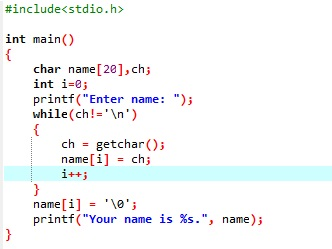 #include<stdio.h>
int main()
{
char name[20],ch;
int i=0;
printf("Enter name: ");
while(ch!='\n')
{
ch = getchar();
name[i] = ch;
i++;
}
name[i] = '\0';
printf("Your name is %s.", name);
}